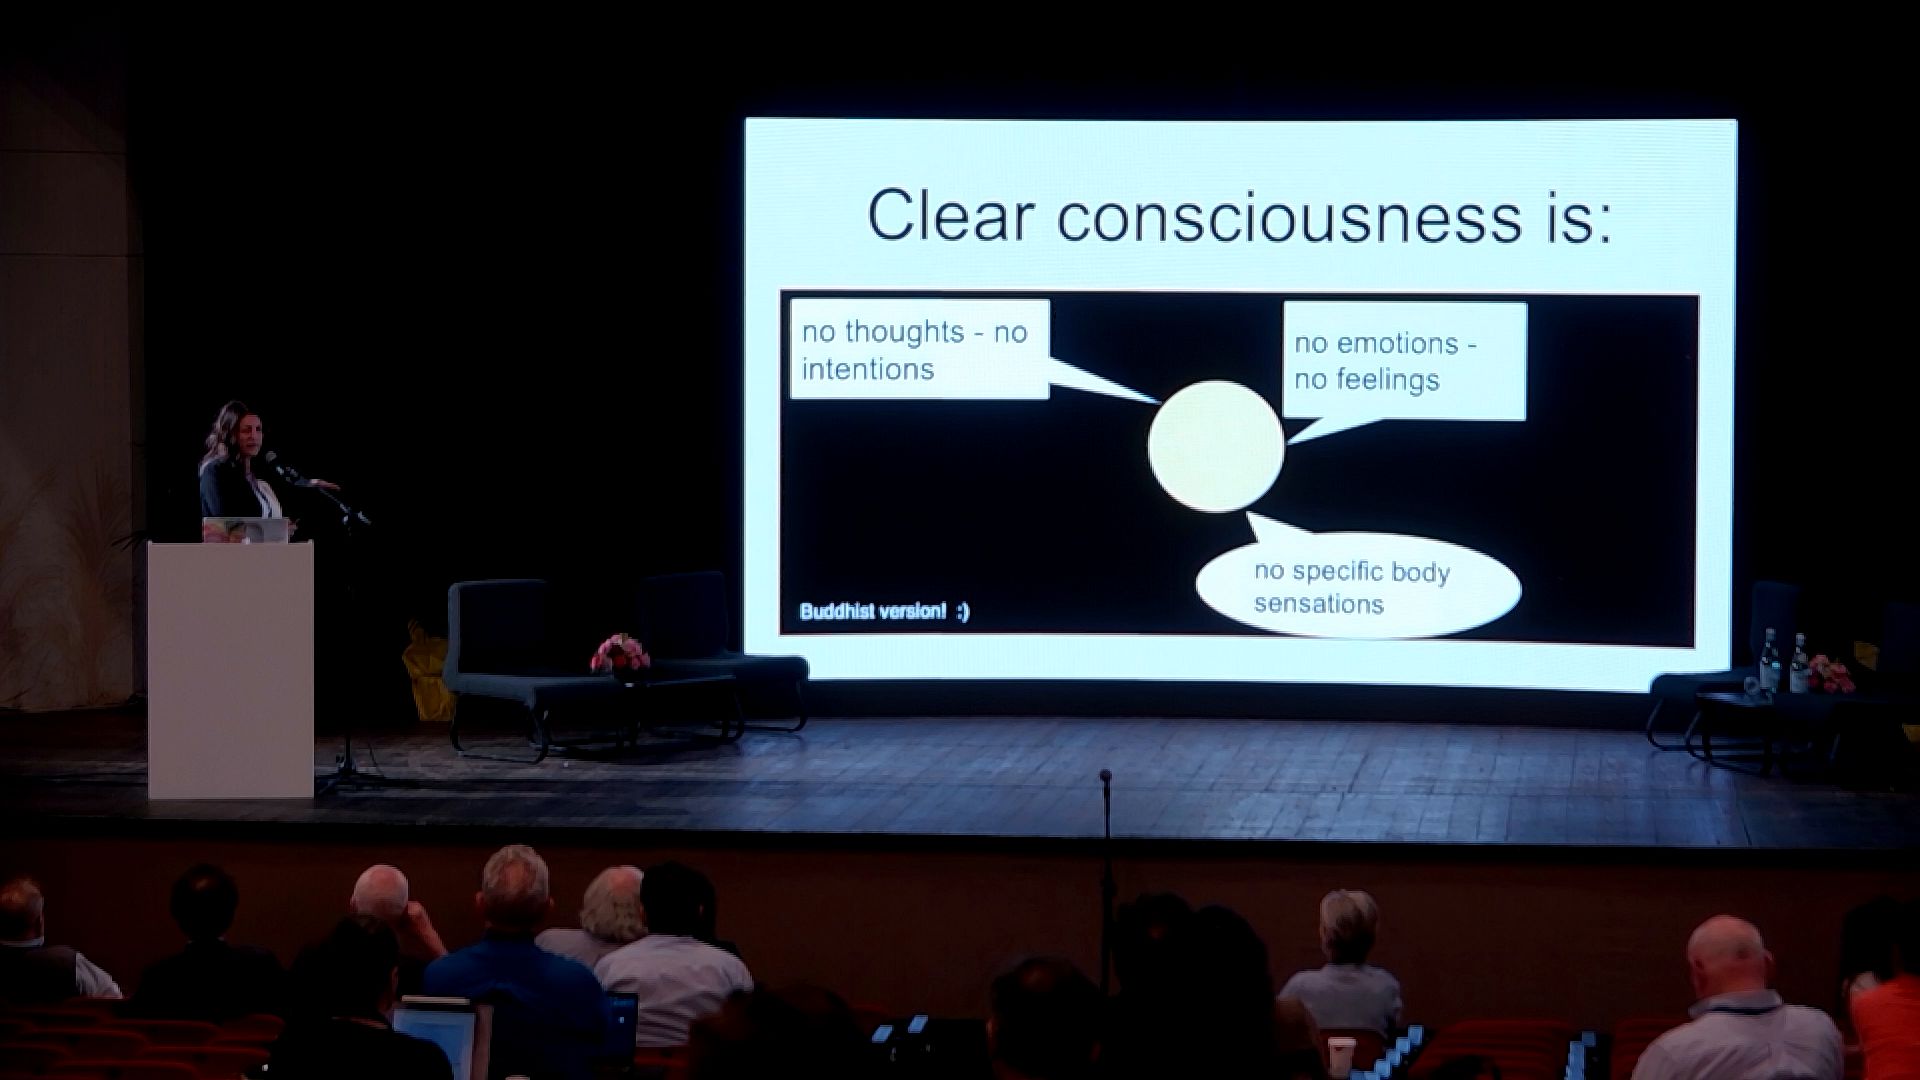 Clear consciousness is:
no thoughts - no
intentions
no emotions -
no feelings
no specific body
sensations
Buddhist version! :)